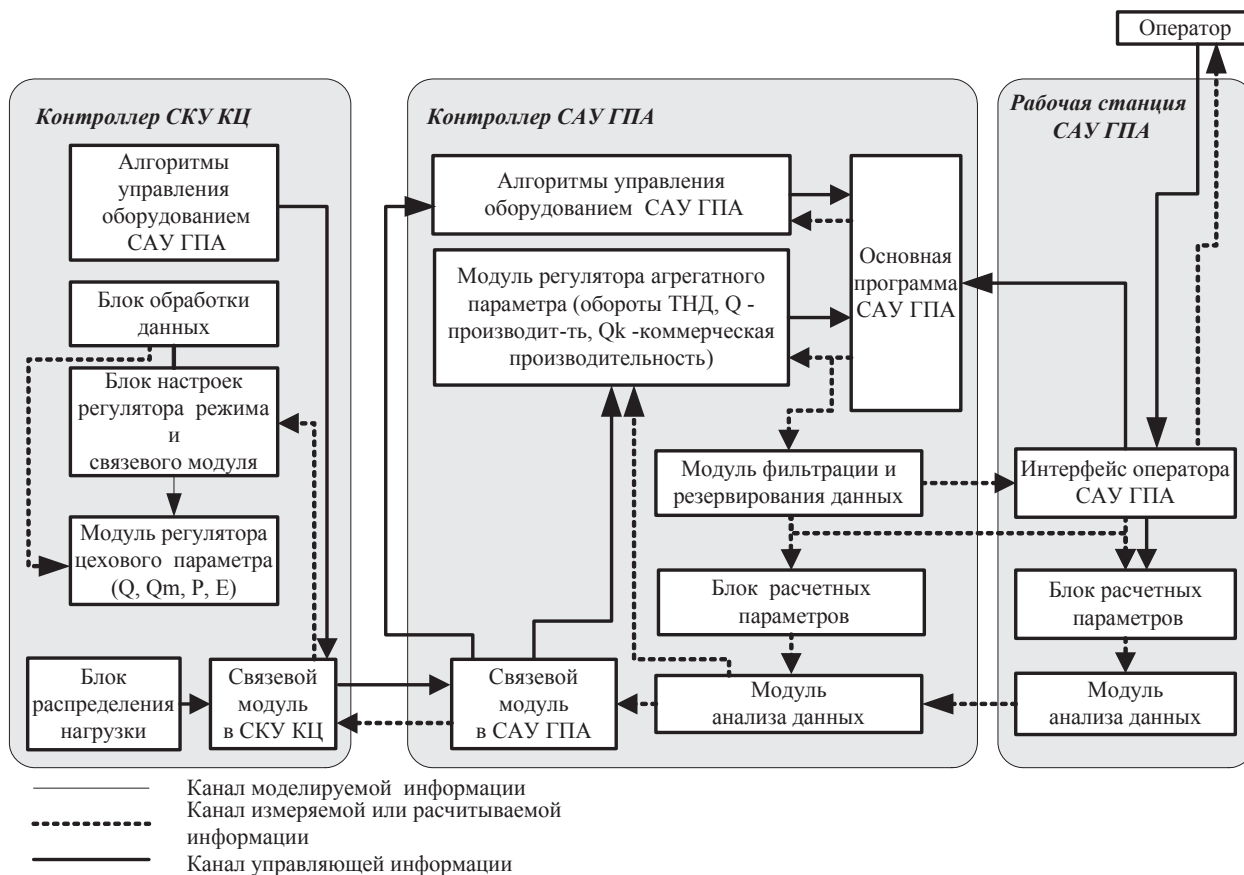 Оператор
Контроллер СКУ КЦ
Алгоритмы
управления
оборудованием
САУ ГПА
Блок обработки
данных
Блок настроек
регулятора режима
и
связевого модуля
Модуль регулятора
цехового параметра
(Q, Qm, P, E)
Блок
распределения
нагрузки
Связевой
модуль
в СКУ КЦ
Контроллер САУ ГПА
Алгоритмы управления
оборудованием САУ ГПА
Модуль регулятора агрегатного
параметра (обороты ТНД, Q -
производит-ть, Qk -коммерческая
производительность)
Основная
программа
САУ ГПА
Модуль фильтрации и
резервирования данных
Блок расчетных
параметров
Связевой
модуль
в САУ ГПА
Модуль
анализа данных
Рабочая станция
САУ ГПА
Интерфейс оператора
САУ ГПА
Блок расчетных
параметров
Модуль
анализа данных
Канал моделируемой информации
Канал измеряемой или расчитываемой
информации
Канал управляющей информации